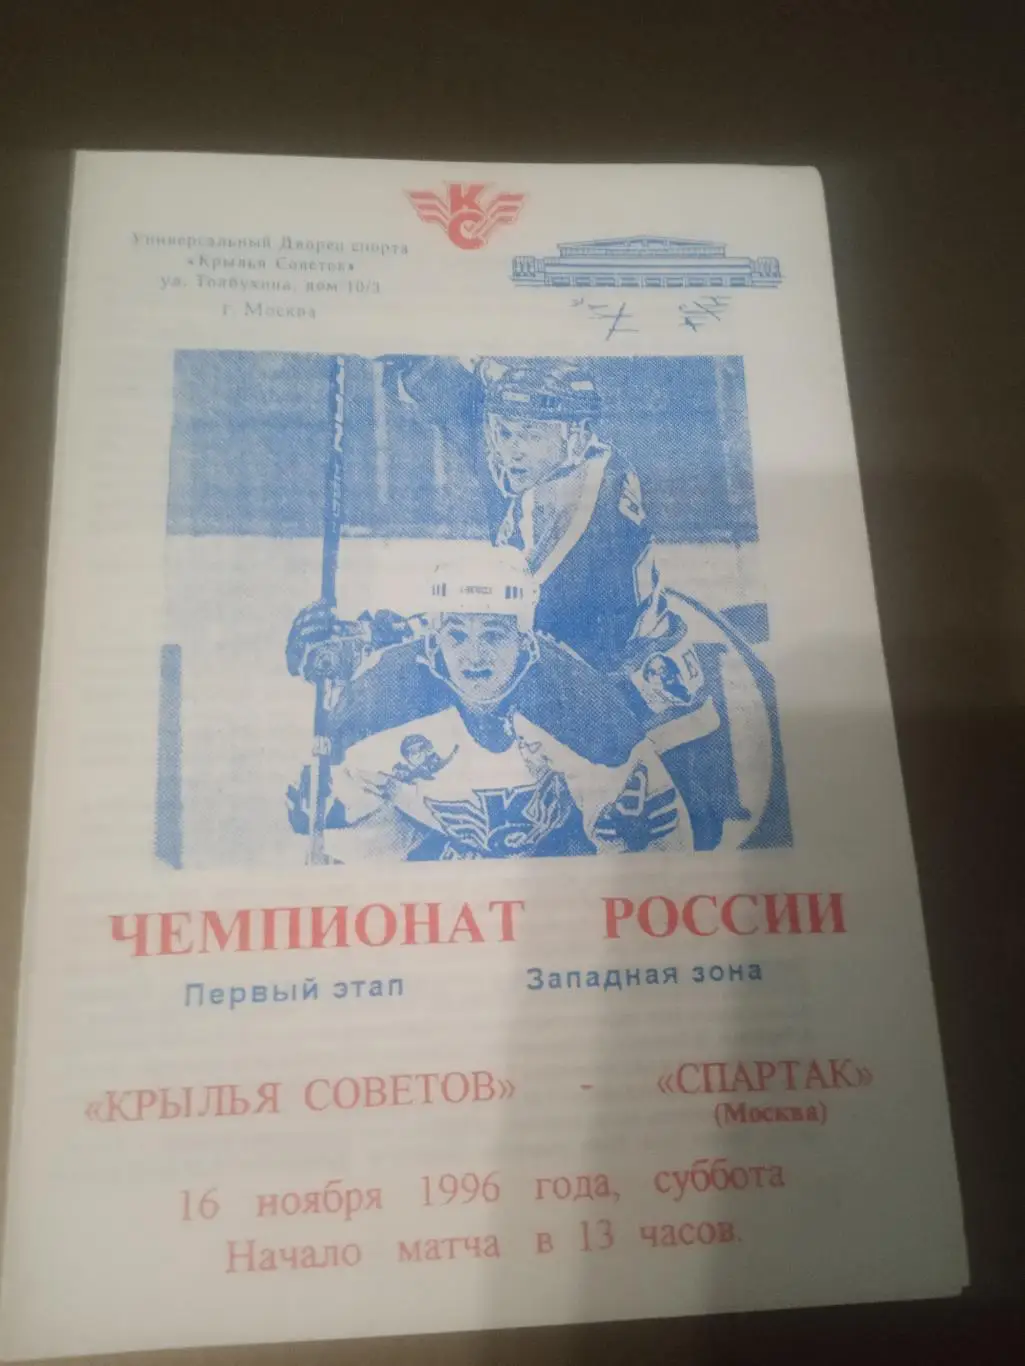 КС
Универсальный Дворец спорта
«Крылья Советов»
ул. Толбухина, дом 10/3
г. Москва
ЧЕМПИОНАТ РОССИИ
Первый этап Западная зона
«КРЫЛЬЯ СОВЕТОВ» - «СПАРТАК»
(Москва)
16 ноября 1996 года, суббота
Начало матча в 13 часов.